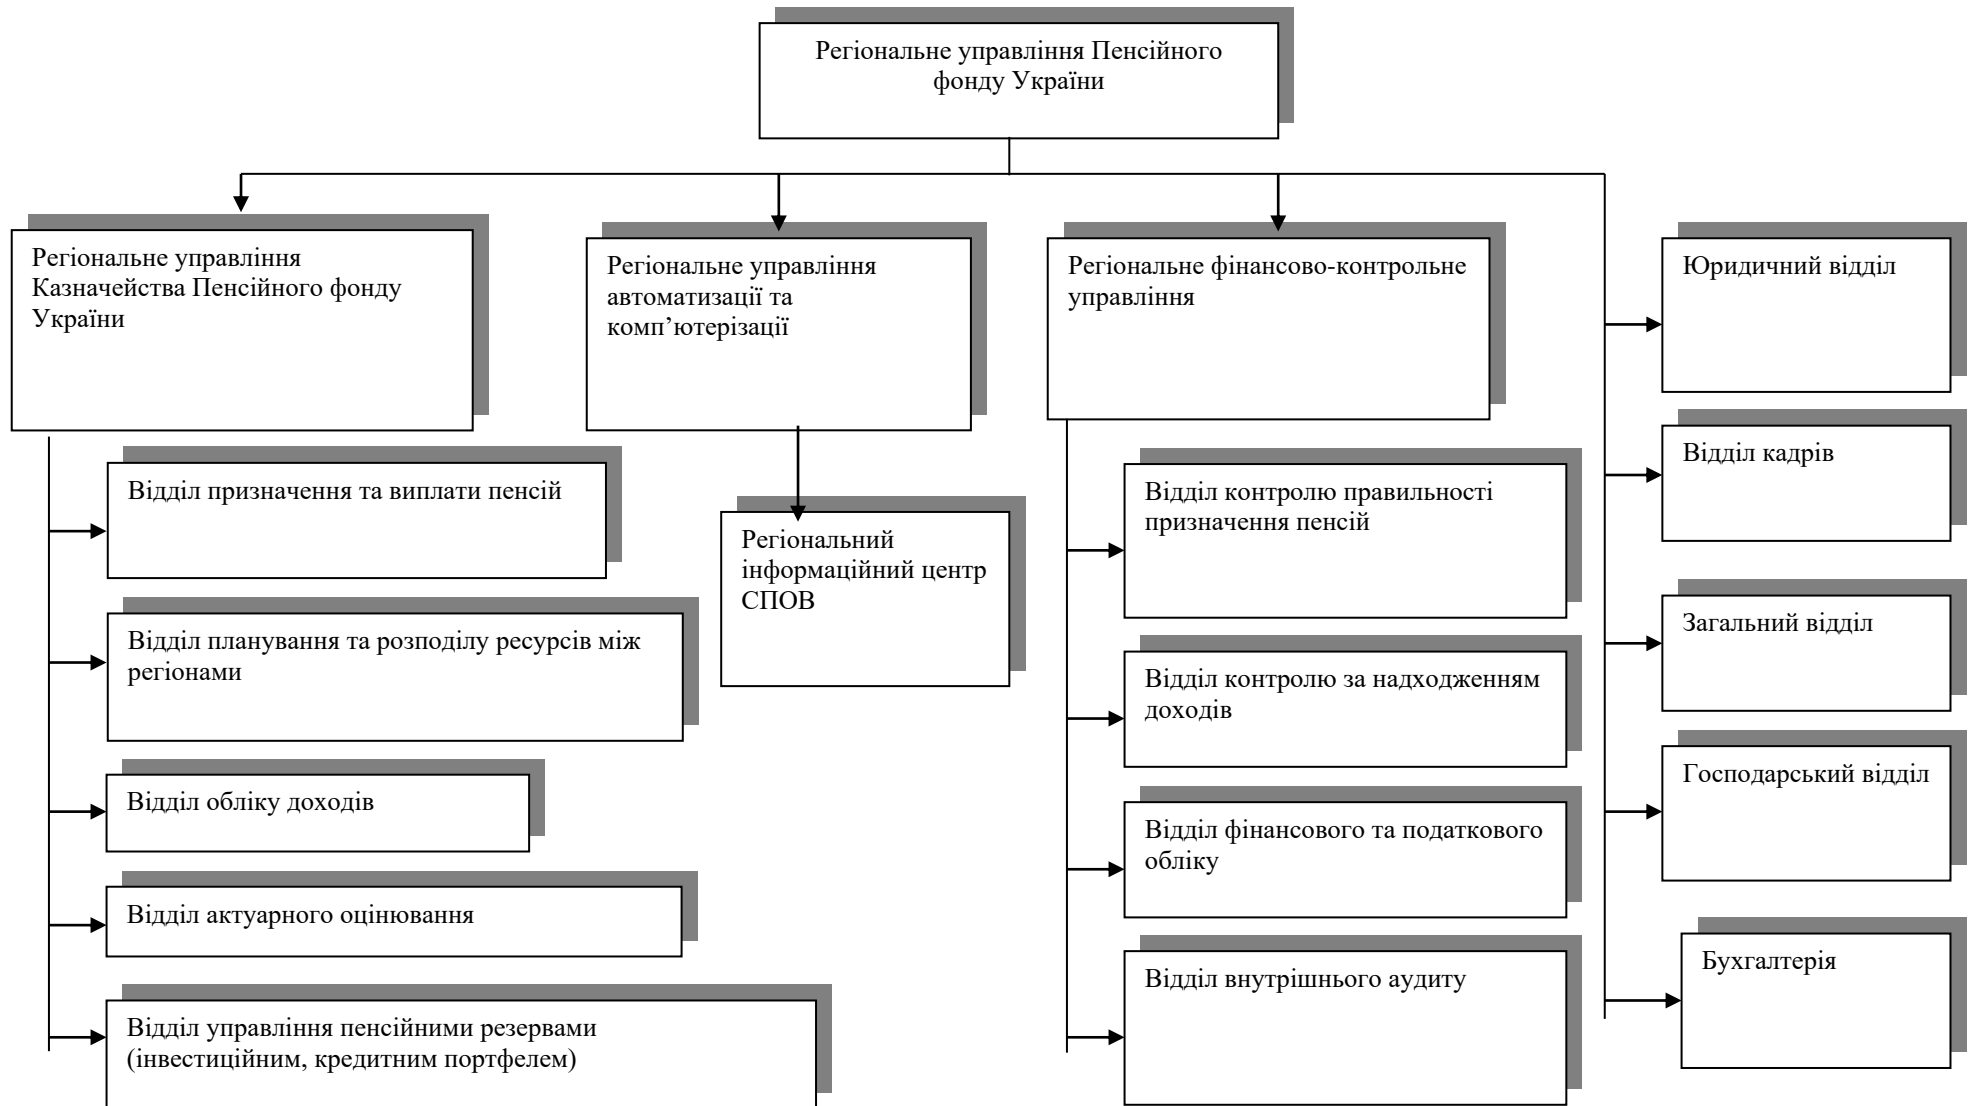 Регіональне управління Пенсійного
фонду України
Регіональне управління
Казначейства Пенсійного фонду
України
Регіональне управління
автоматизації та
комп’ютерізації
Регіональне фінансово-контрольне
управління
Юридичний відділ
Відділ кадрів
Загальний відділ
Господарський відділ
Бухгалтерія
Відділ призначення та виплати пенсій
Відділ планування та розподілу ресурсів між
регіонами
Відділ обліку доходів
Відділ актуарного оцінювання
Відділ управління пенсійними резервами
(інвестиційним, кредитним портфелем)
Регіональний
інформаційний центр
СПОВ
Відділ контролю правильності
призначення пенсій
Відділ контролю за надходженням
доходів
Відділ фінансового та податкового
обліку
Відділ внутрішнього аудиту